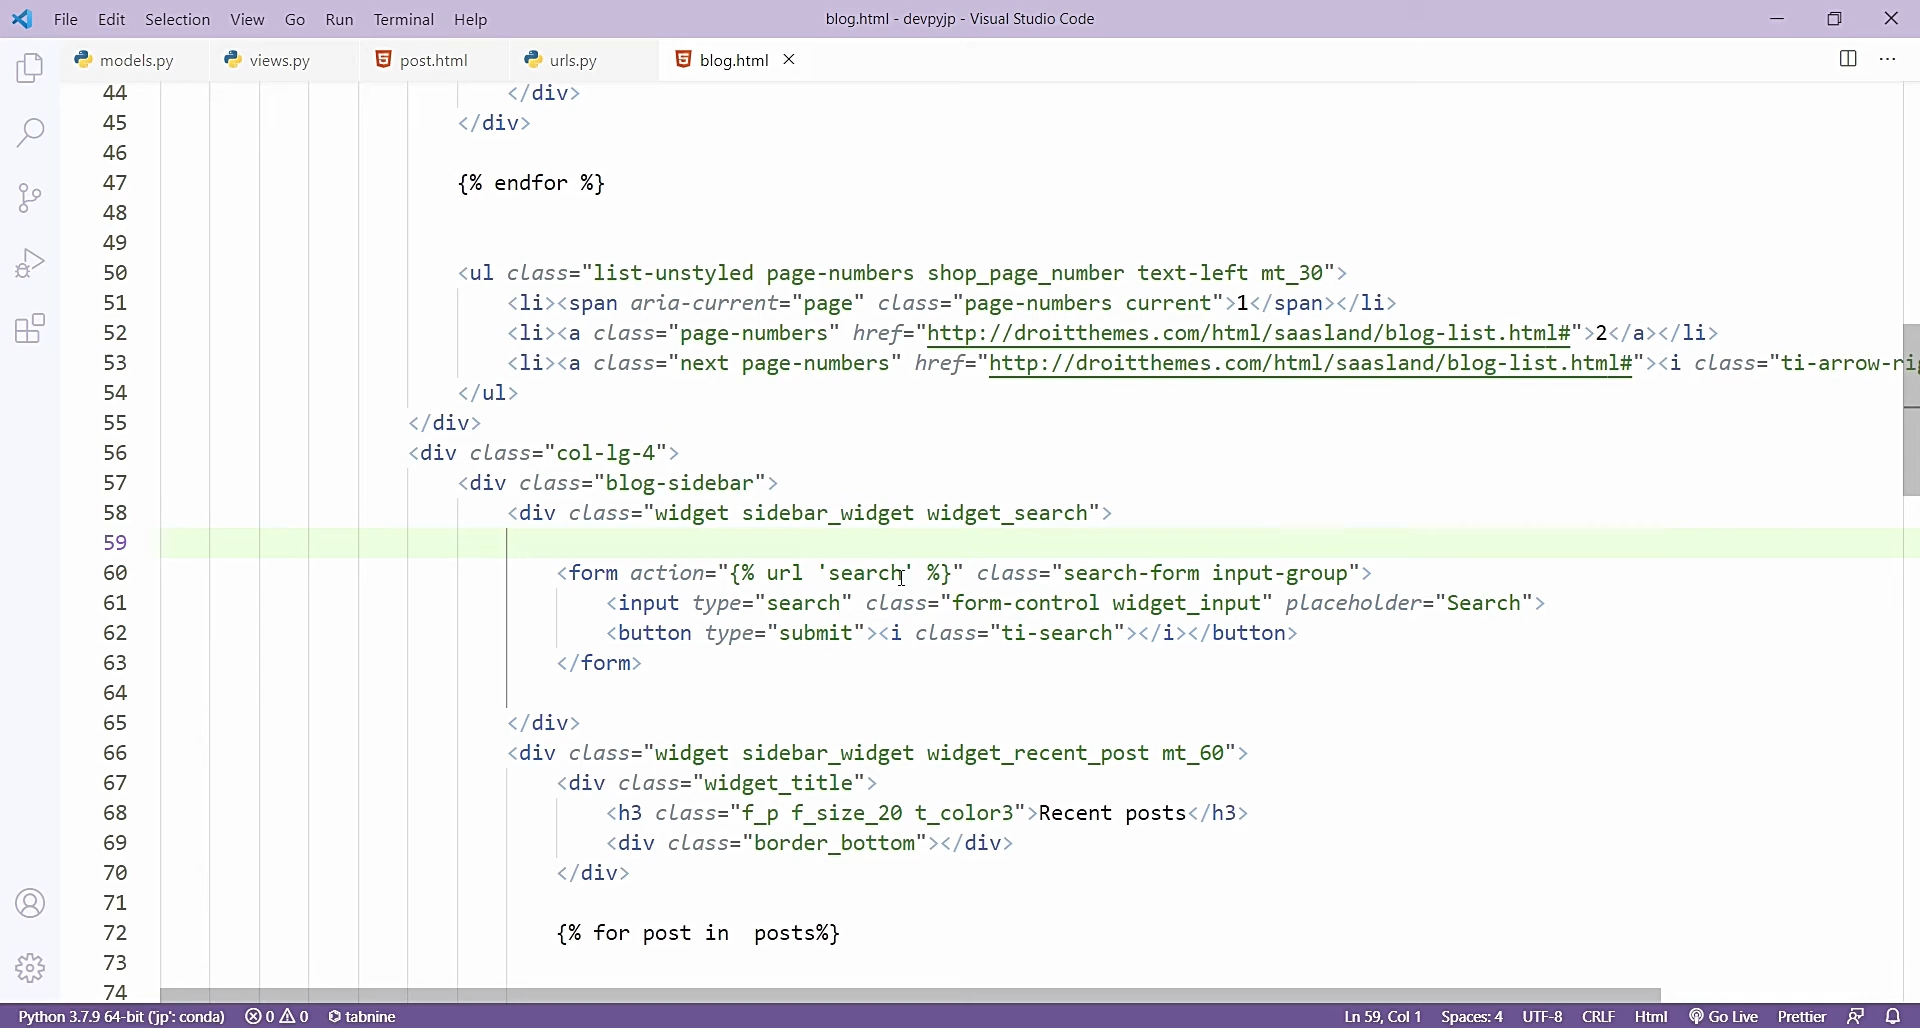 File Edit Selection View Go Run Terminal Help
blog.html - devpyjp - Visual Studio Code
models.py views.py post.html urls.py blog.html
44 </div>
45 </div>
46
47 {% endfor %}
48
49
50 <ul class="list-unstyled page-numbers shop_page_number text-left mt_30">
51 <li><span aria-current="page" class="page-numbers current">1</span></li>
52 <li><a class="page-numbers" href="http://droitthemes.com/html/saasland/blog-list.html#">2</a></li>
53 <li><a class="next page-numbers" href="http://droitthemes.com/html/saasland/blog-list.html#"><i class="ti-arrow-rig
54 </ul>
55 </div>
56 <div class="col-lg-4">
57 <div class="blog-sidebar">
58 <div class="widget sidebar_widget widget_search">
59
60 <form action="{% url 'search' %}" class="search-form input-group">
61 <input type="search" class="form-control widget_input" placeholder="Search">
62 <button type="submit"><i class="ti-search"></i></button>
63 </form>
64
65 </div>
66 <div class="widget sidebar_widget widget_recent_post mt_60">
67 <div class="widget_title">
68 <h3 class="f_p f_size_20 t_color3">Recent posts</h3>
69 <div class="border_bottom"></div>
70 </div>
71
72 {% for post in  posts%}
73
74
Python 3.7.9 64-bit ('jp': conda) 0 0 tabnine Ln 59, Col 1 Spaces: 4 UTF-8 CRLF Html Go Live Prettier